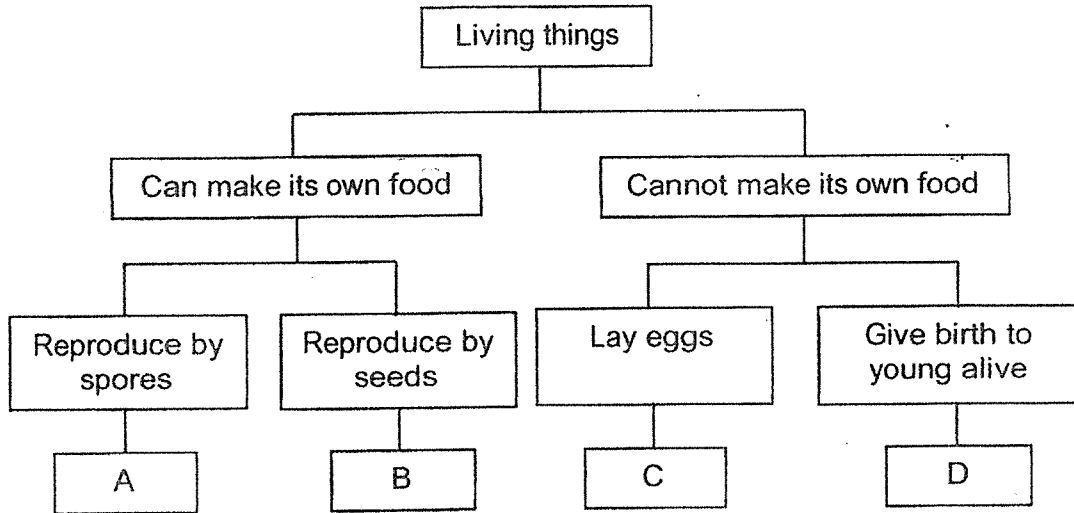 Living things
Can make its own food
Cannot make its own food
Reproduce by
spores
Reproduce by
seeds
Lay eggs
Give birth to
young alive
A
B
C
D